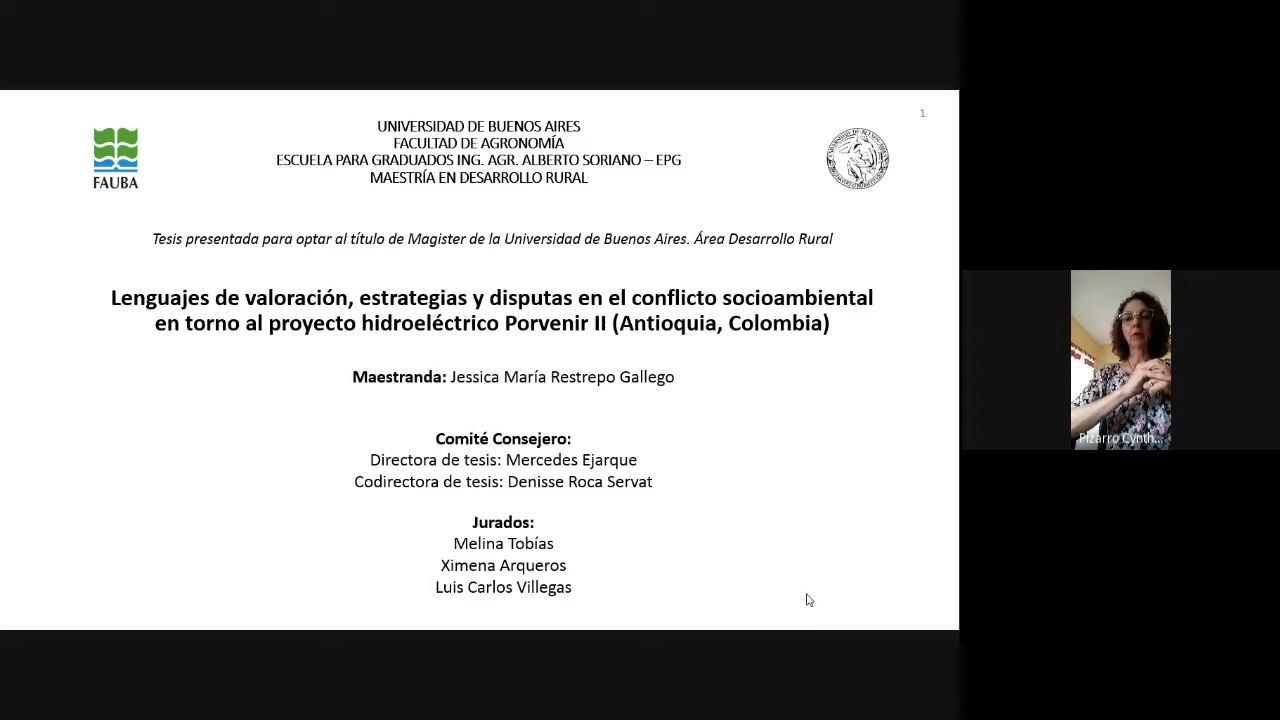 1
UNIVERSIDAD DE BUENOS AIRES
FACULTAD DE AGRONOMÍA
ESCUELA PARA GRADUADOS ING. AGR. ALBERTO SORIANO – EPG
MAESTRÍA EN DESARROLLO RURAL
FAUBA
Tesis presentada para optar al título de Magister de la Universidad de Buenos Aires. Área Desarrollo Rural
Lenguajes de valoración, estrategias y disputas en el conflicto socioambiental
en torno al proyecto hidroeléctrico Porvenir II (Antioquia, Colombia)
Maestranda: Jessica María Restrepo Gallego
Comité Consejero:
Directora de tesis: Mercedes Ejarque
Codirectora de tesis: Denisse Roca Servat
Jurados:
Melina Tobías
Ximena Arqueros
Luis Carlos Villegas
Pizarro Cynth...